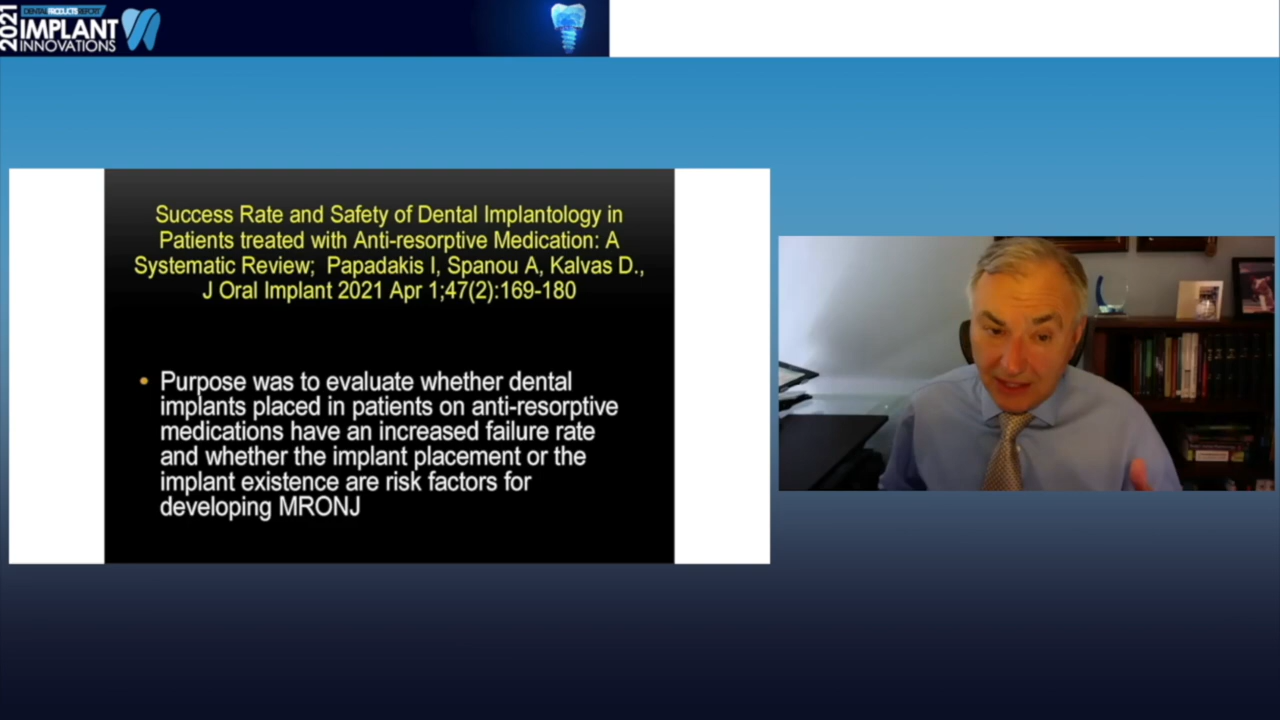 2021
DENTAL PRODUCTS REPORT
IMPLANT
INNOVATIONS
Success Rate and Safety of Dental Implantology in
Patients treated with Anti-resorptive Medication: A
Systematic Review; Papadakis I, Spanou A, Kalvas D.,
J Oral Implant 2021 Apr 1;47(2):169-180
• Purpose was to evaluate whether dental
implants placed in patients on anti-resorptive
medications have an increased failure rate
and whether the implant placement or the
implant existence are risk factors for
developing MRONJ